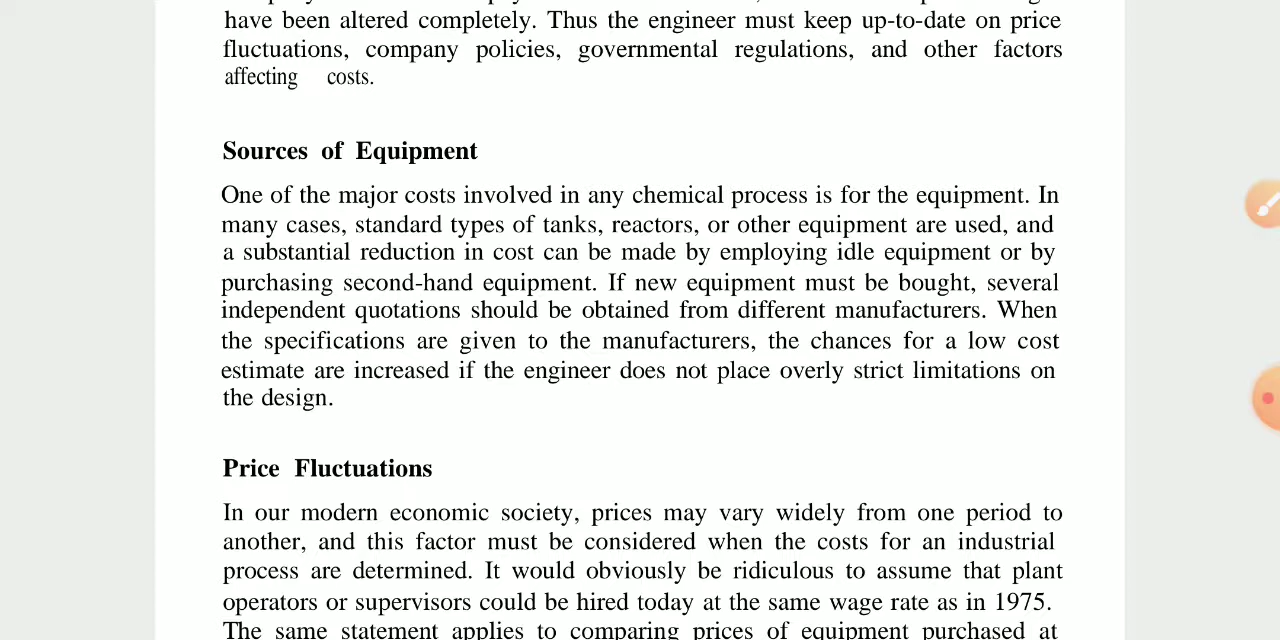 have been altered completely. Thus the engineer must keep up-to-date on price
fluctuations, company policies, governmental regulations, and other factors
affecting costs.
Sources of Equipment
One of the major costs involved in any chemical process is for the equipment. In
many cases, standard types of tanks, reactors, or other equipment are used, and
a substantial reduction in cost can be made by employing idle equipment or by
purchasing second-hand equipment. If new equipment must be bought, several
independent quotations should be obtained from different manufacturers. When
the specifications are given to the manufacturers, the chances for a low cost
estimate are increased if the engineer does not place overly strict limitations on
the design.
Price Fluctuations
In our modern economic society, prices may vary widely from one period to
another, and this factor must be considered when the costs for an industrial
process are determined. It would obviously be ridiculous to assume that plant
operators or supervisors could be hired today at the same wage rate as in 1975.
The same statement applies to comparing prices of equipment purchased at